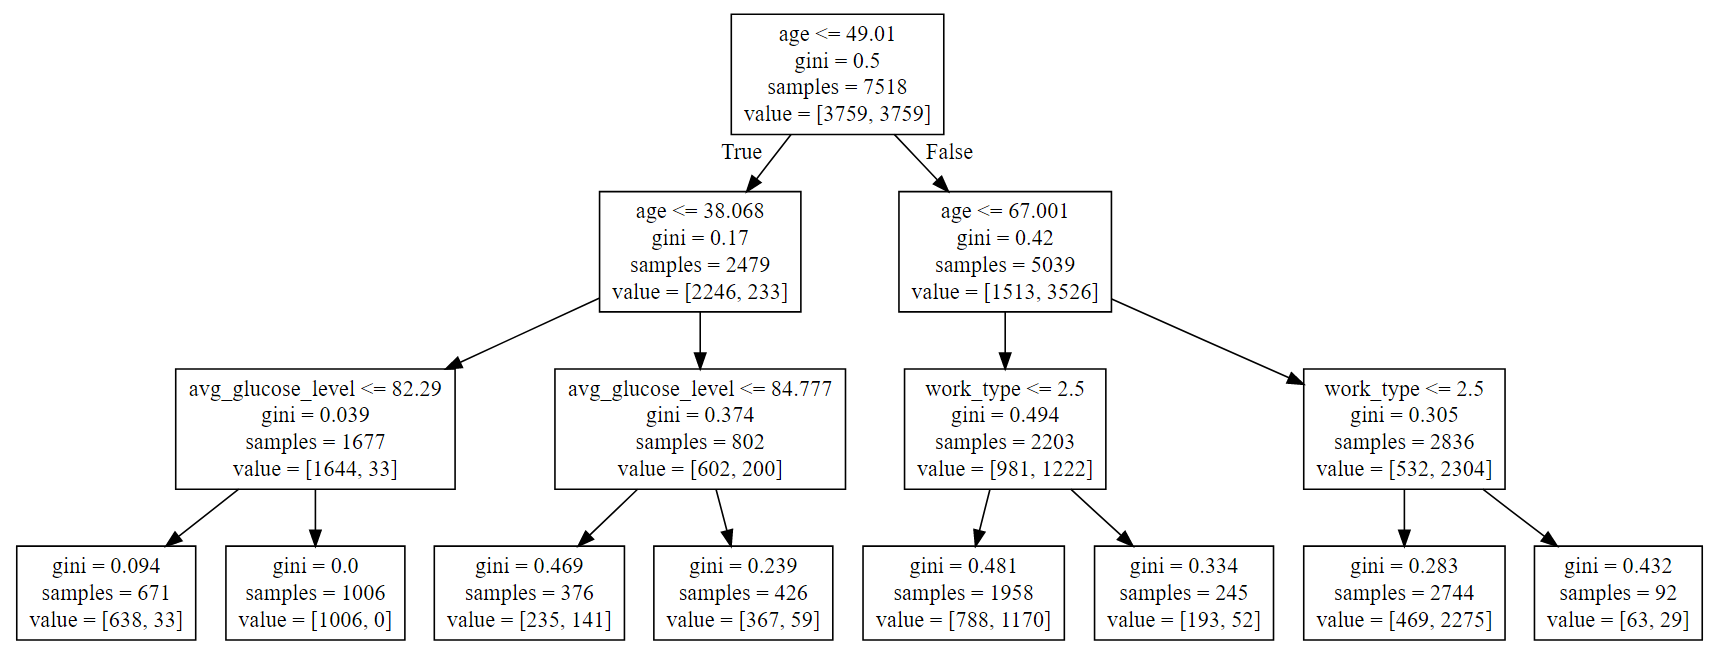 age <= 49.01
gini = 0.5
samples = 7518
value = [3759, 3759]
True
False
age <= 38.068
gini = 0.17
samples = 2479
value = [2246, 233]
age <= 67.001
gini = 0.42
samples = 5039
value = [1513, 3526]
avg_glucose_level <= 82.29
gini = 0.039
samples = 1677
value = [1644, 33]
avg_glucose_level <= 84.777
gini = 0.374
samples = 802
value = [602, 200]
work_type <= 2.5
gini = 0.494
samples = 2203
value = [981, 1222]
work_type <= 2.5
gini = 0.305
samples = 2836
value = [532, 2304]
gini = 0.094
samples = 671
value = [638, 33]
gini = 0.0
samples = 1006
value = [1006, 0]
gini = 0.469
samples = 376
value = [235, 141]
gini = 0.239
samples = 426
value = [367, 59]
gini = 0.481
samples = 1958
value = [788, 1170]
gini = 0.334
samples = 245
value = [193, 52]
gini = 0.283
samples = 2744
value = [469, 2275]
gini = 0.432
samples = 92
value = [63, 29]